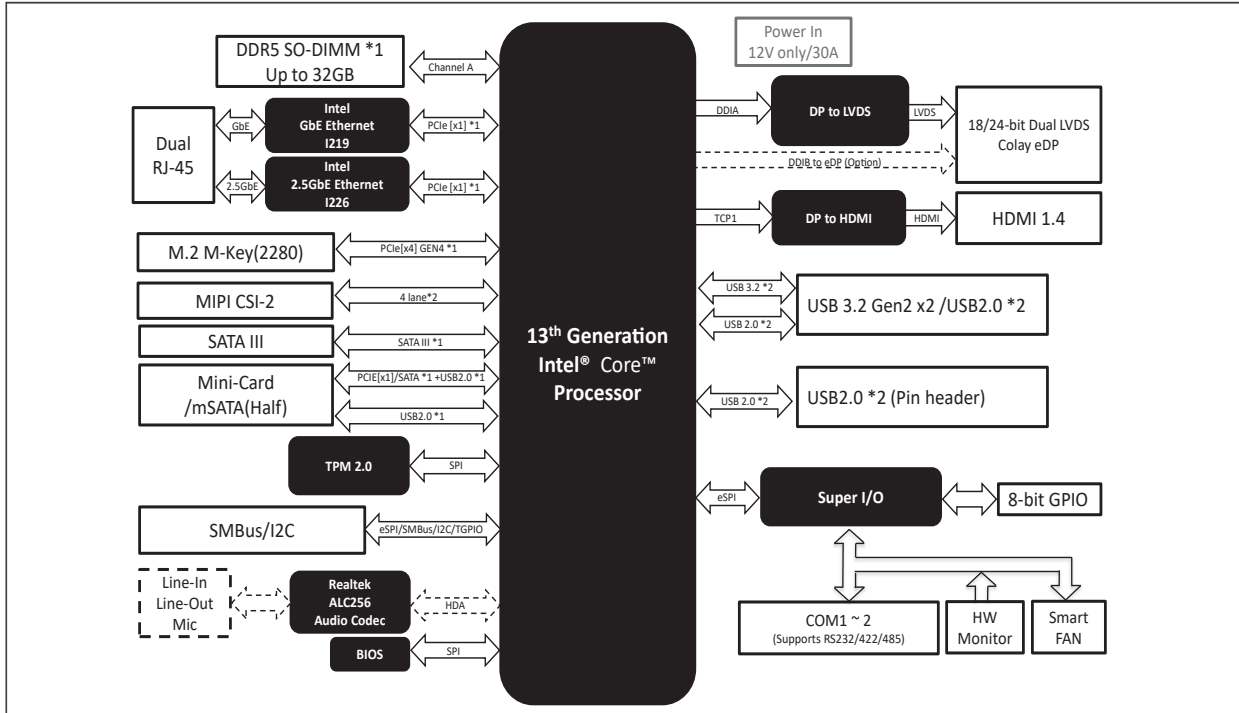 DDR5 SO-DIMM *1
Up to 32GB
Channel A
Dual
RJ-45
GbE
Intel
GbE Ethernet
I219
PCIe [x1] *1
2.5GbE
Intel
2.5GbE Ethernet
I226
PCIe [x1] *1
M.2 M-Key(2280)
PCIe[x4] GEN4 *1
MIPI CSI-2
4 lane*2
SATA III
SATA III *1
Mini-Card
/mSATA(Half)
PCIE[x1]/SATA *1 +USB2.0 *1
USB2.0 *1
TPM 2.0
SPI
SMBus/I2C
eSPI/SMBus/I2C/TGPIO
Line-In
Line-Out
Mic
Realtek
ALC256
Audio Codec
HDA
BIOS
SPI
13th Generation
Intel® Core™
Processor
Power In
12V only/30A
DDIA
DP to LVDS
LVDS
18/24-bit Dual LVDS
Colay eDP
DDIB to eDP (Option)
TCP1
DP to HDMI
HDMI
HDMI 1.4
USB 3.2 *2
USB 2.0 *2
USB 3.2 Gen2 x2 /USB2.0 *2
USB 2.0 *2
USB2.0 *2 (Pin header)
eSPI
Super I/O
8-bit GPIO
COM1 ~ 2
(Supports RS232/422/485)
HW
Monitor
Smart
FAN